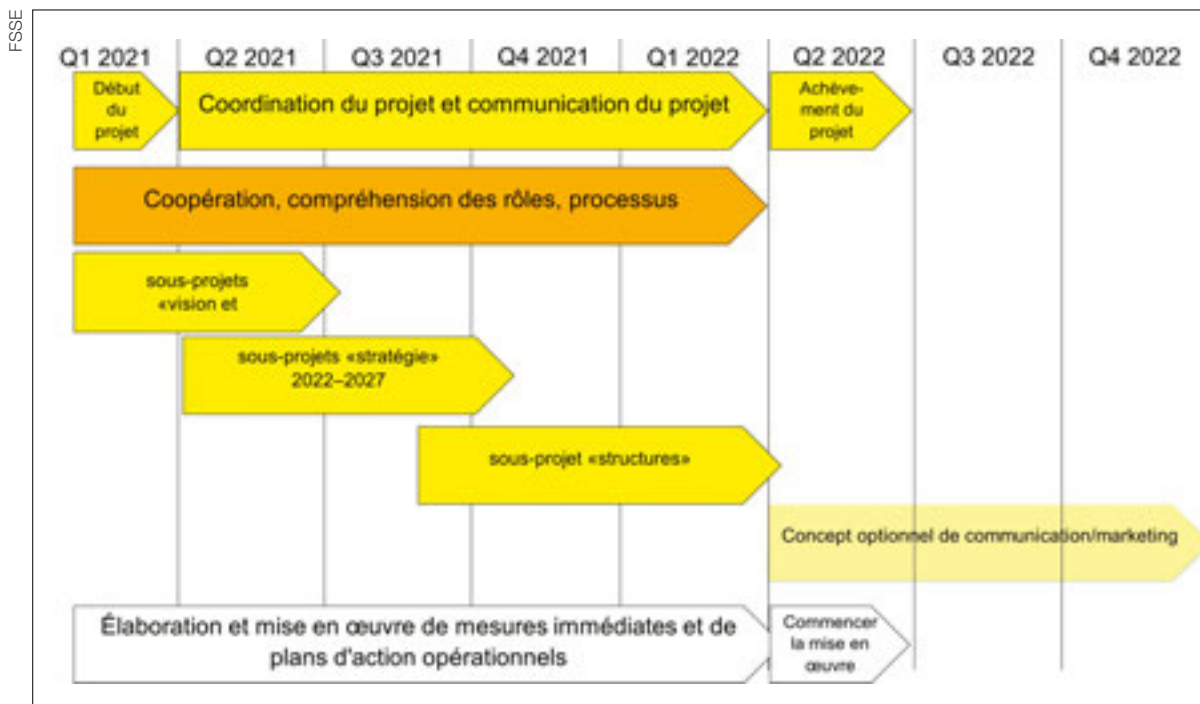 FSSE
Q1 2021 Q2 2021 Q3 2021 Q4 2021 Q1 2022 Q2 2022 Q3 2022 Q4 2022
Début
du
projet
Coordination du projet et communication du projet
Achève-
ment du
projet
Coopération, compréhension des rôles, processus
sous-projets
«vision et
sous-projets «stratégie»
2022–2027
sous-projet «structures»
Concept optionnel de communication/marketing
Élaboration et mise en œuvre de mesures immédiates et de
plans d'action opérationnels
Commencer
la mise en
œuvre